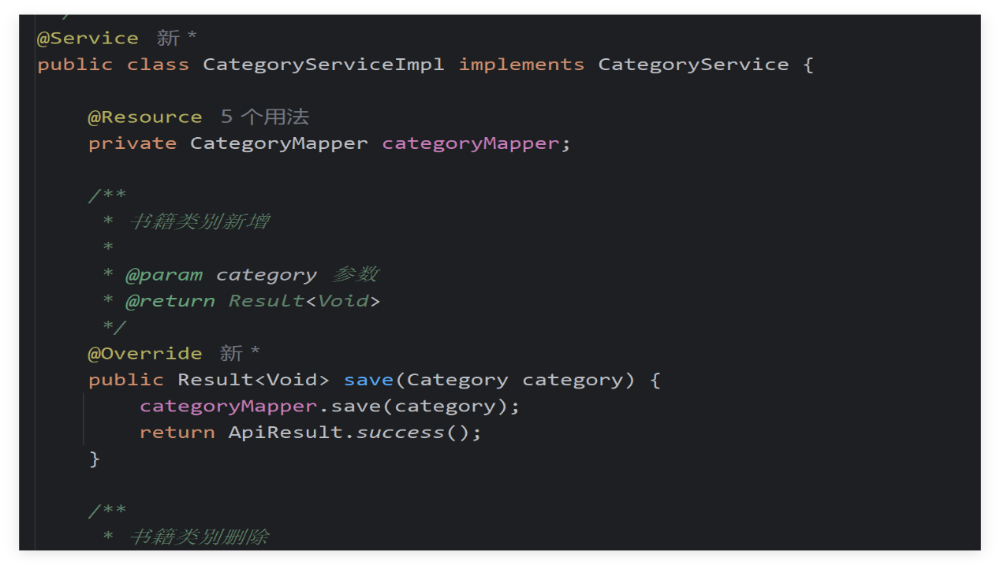 @Service 新 *
public class CategoryServiceImpl implements CategoryService {
@Resource 5 个用法
private CategoryMapper categoryMapper;
/**
* 书籍类别新增
*
* @param category 参数
* @return Result<Void>
*/
@Override 新 *
public Result<Void> save(Category category) {
categoryMapper.save(category);
return ApiResult.success();
}
/**
* 书籍类别删除